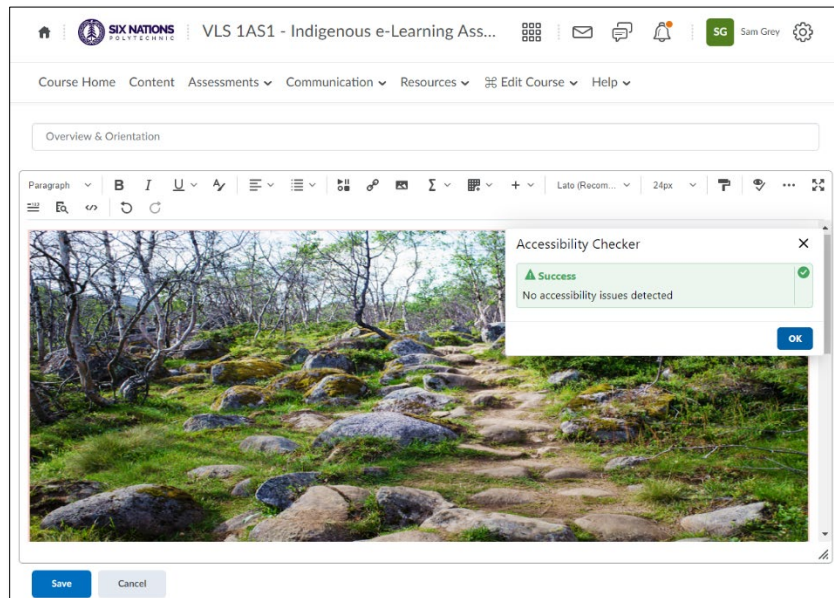 SIX NATIONS
POLYTECHNIC
VLS 1AS1 - Indigenous e-Learning Ass...
SG
Sam Grey
Course Home Content Assessments Communication Resources Edit Course Help
Overview & Orientation
Paragraph B I U A Σ + Lato (Recom... 24px
Accessibility Checker
Success
No accessibility issues detected
OK
Save Cancel